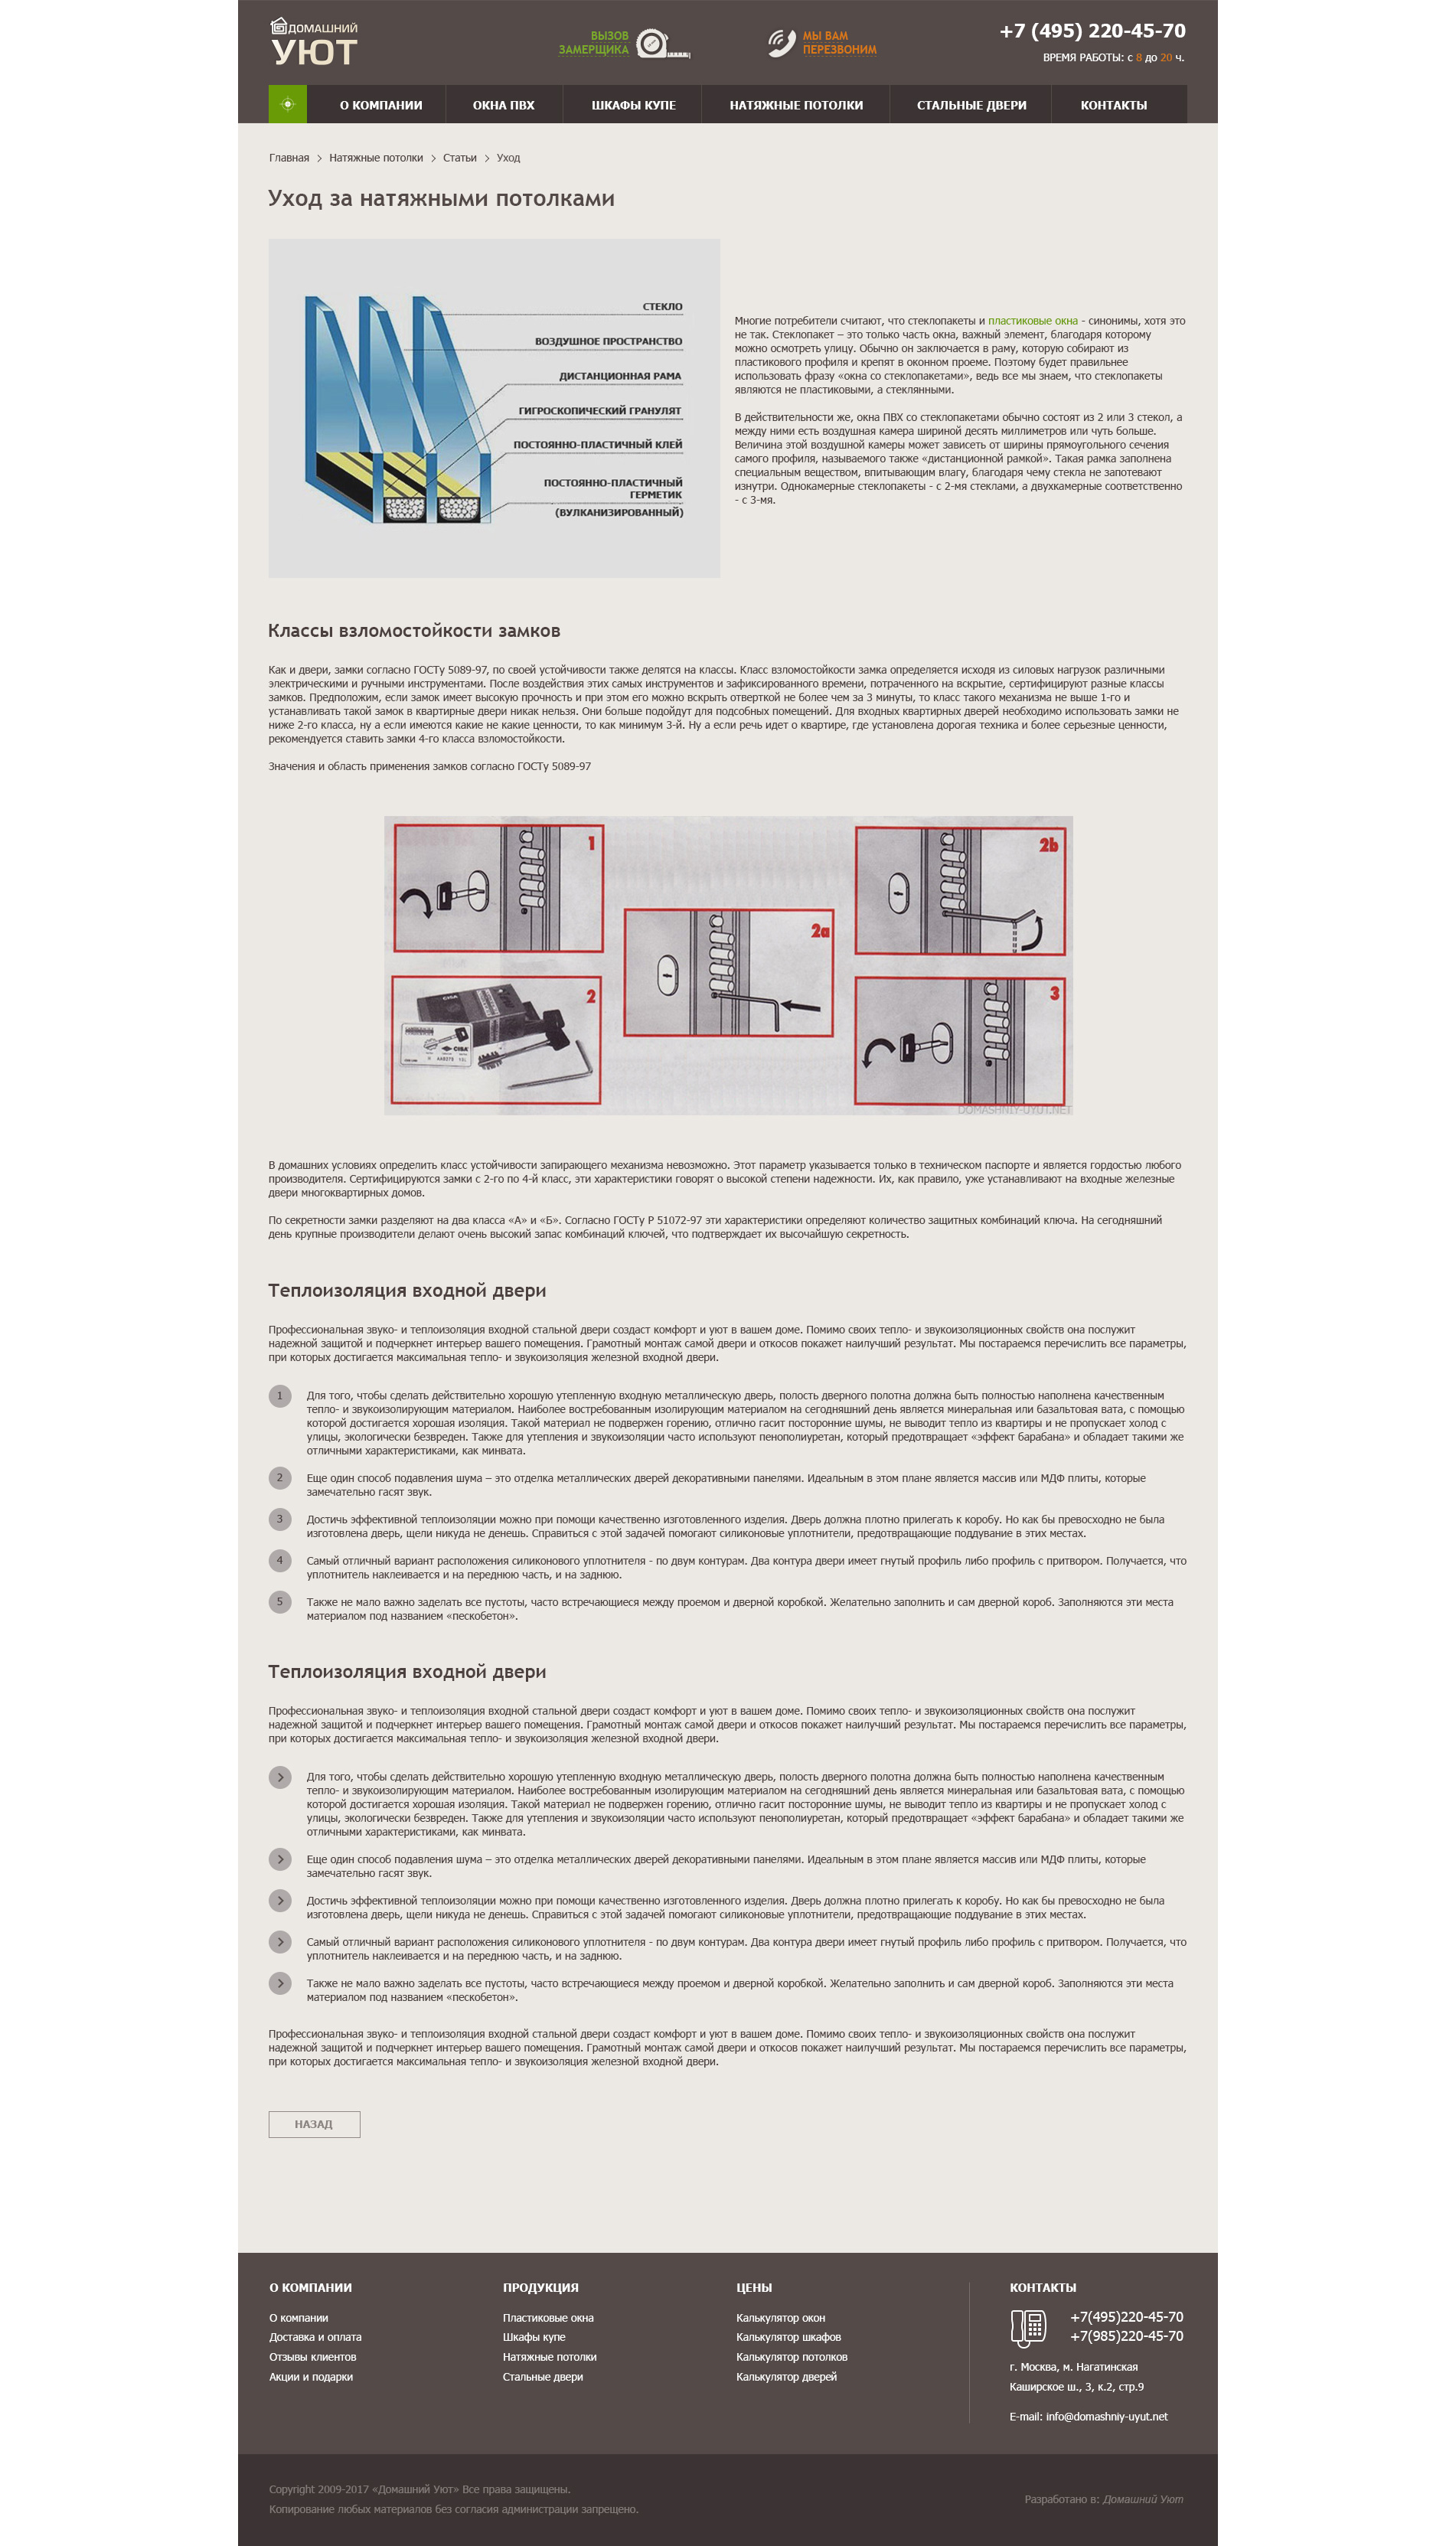 ДОМАШНИЙ
УЮТ
ВЫЗОВ
ЗАМЕРЩИКА
МЫ ВАМ
ПЕРЕЗВОНИМ
+7 (495) 220-45-70
ВРЕМЯ РАБОТЫ: с 8 до 20 ч.
О КОМПАНИИ
ОКНА ПВХ
ШКАФЫ КУПЕ
НАТЯЖНЫЕ ПОТОЛКИ
СТАЛЬНЫЕ ДВЕРИ
КОНТАКТЫ
Главная > Натяжные потолки > Статьи > Уход
Уход за натяжными потолками
СТЕКЛО
ВОЗДУШНОЕ ПРОСТРАНСТВО
ДИСТАНЦИОННАЯ РАМА
ГИГРОСКОПИЧЕСКИЙ ГРАНУЛЯТ
ПОСТОЯННО-ПЛАСТИЧНЫЙ КЛЕЙ
ПОСТОЯННО-ПЛАСТИЧНЫЙ
ГЕРМЕТИК
(ВУЛКАНИЗИРОВАННЫЙ)
Многие потребители считают, что стеклопакеты и пластиковые окна - синонимы, хотя это
не так. Стеклопакет – это только часть окна, важный элемент, благодаря которому
можно осмотреть улицу. Обычно он заключается в раму, которую собирают из
пластикового профиля и крепят в оконном проеме. Поэтому будет правильнее
использовать фразу «окна со стеклопакетами», ведь все мы знаем, что стеклопакеты
являются не пластиковыми, а стеклянными.
В действительности же, окна ПВХ со стеклопакетами обычно состоят из 2 или 3 стекол, а
между ними есть воздушная камера шириной десять миллиметров или чуть больше.
Величина этой воздушной камеры может зависеть от ширины прямоугольного сечения
самого профиля, называемого также «дистанционной рамкой». Такая рамка заполнена
специальным веществом, впитывающим влагу, благодаря чему стекла не запотевают
изнутри. Однокамерные стеклопакеты - с 2-мя стеклами, а двухкамерные соответственно
- с 3-мя.
Классы взломостойкости замков
Как и двери, замки согласно ГОСТу 5089-97, по своей устойчивости также делятся на классы. Класс взломостойкости замка определяется исходя из силовых нагрузок различными
электрическими и ручными инструментами. После воздействия этих самых инструментов и зафиксированного времени, потраченного на вскрытие, сертифицируют разные классы
замков. Предположим, если замок имеет высокую прочность и при этом его можно вскрыть отверткой не более чем за 3 минуты, то класс такого механизма не выше 1-го и
устанавливать такой замок в квартирные двери никак нельзя. Они больше подойдут для подсобных помещений. Для входных квартирных дверей необходимо использовать замки не
ниже 2-го класса, ну а если имеются какие не какие ценности, то как минимум 3-й. Ну а если речь идет о квартире, где установлена дорогая техника и более серьезные ценности,
рекомендуется ставить замки 4-го класса взломостойкости.
Значения и область применения замков согласно ГОСТу 5089-97
1
2b
2a
2
3
CISA
CISA
DOMASHNIY-UYUT.NET
В домашних условиях определить класс устойчивости запирающего механизма невозможно. Этот параметр указывается только в техническом паспорте и является гордостью любого
производителя. Сертифицируются замки с 2-го по 4-й класс, эти характеристики говорят о высокой степени надежности. Их, как правило, уже устанавливают на входные железные
двери многоквартирных домов.
По секретности замки разделяют на два класса «А» и «Б». Согласно ГОСТу Р 51072-97 эти характеристики определяют количество защитных комбинаций ключа. На сегодняшний
день крупные производители делают очень высокий запас комбинаций ключей, что подтверждает их высочайшую секретность.
Теплоизоляция входной двери
Профессиональная звуко- и теплоизоляция входной стальной двери создаст комфорт и уют в вашем доме. Помимо своих тепло- и звукоизоляционных свойств она послужит
надежной защитой и подчеркнет интерьер вашего помещения. Грамотный монтаж самой двери и откосов покажет наилучший результат. Мы постараемся перечислить все параметры,
при которых достигается максимальная тепло- и звукоизоляция железной входной двери.
1 Для того, чтобы сделать действительно хорошую утепленную входную металлическую дверь, полость дверного полотна должна быть полностью наполнена качественным
тепло- и звукоизолирующим материалом. Наиболее востребованным изолирующим материалом на сегодняшний день является минеральная или базальтовая вата, с помощью
которой достигается хорошая изоляция. Такой материал не подвержен горению, отлично гасит посторонние шумы, не выводит тепло из квартиры и не пропускает холод с
улицы, экологически безвреден. Также для утепления и звукоизоляции часто используют пенополиуретан, который предотвращает «эффект барабана» и обладает такими же
отличными характеристиками, как минвата.
2 Еще один способ подавления шума – это отделка металлических дверей декоративными панелями. Идеальным в этом плане является массив или МДФ плиты, которые
замечательно гасят звук.
3 Достичь эффективной теплоизоляции можно при помощи качественно изготовленного изделия. Дверь должна плотно прилегать к коробу. Но как бы превосходно не была
изготовлена дверь, щели никуда не денешь. Справиться с этой задачей помогают силиконовые уплотнители, предотвращающие поддувание в этих местах.
4 Самый отличный вариант расположения силиконового уплотнителя - по двум контурам. Два контура двери имеет гнутый профиль либо профиль с притвором. Получается, что
уплотнитель наклеивается и на переднюю часть, и на заднюю.
5 Также не мало важно заделать все пустоты, часто встречающиеся между проемом и дверной коробкой. Желательно заполнить и сам дверной короб. Заполняются эти места
материалом под названием «пескобетон».
Теплоизоляция входной двери
Профессиональная звуко- и теплоизоляция входной стальной двери создаст комфорт и уют в вашем доме. Помимо своих тепло- и звукоизоляционных свойств она послужит
надежной защитой и подчеркнет интерьер вашего помещения. Грамотный монтаж самой двери и откосов покажет наилучший результат. Мы постараемся перечислить все параметры,
при которых достигается максимальная тепло- и звукоизоляция железной входной двери.
Для того, чтобы сделать действительно хорошую утепленную входную металлическую дверь, полость дверного полотна должна быть полностью наполнена качественным
тепло- и звукоизолирующим материалом. Наиболее востребованным изолирующим материалом на сегодняшний день является минеральная или базальтовая вата, с помощью
которой достигается хорошая изоляция. Такой материал не подвержен горению, отлично гасит посторонние шумы, не выводит тепло из квартиры и не пропускает холод с
улицы, экологически безвреден. Также для утепления и звукоизоляции часто используют пенополиуретан, который предотвращает «эффект барабана» и обладает такими же
отличными характеристиками, как минвата.
Еще один способ подавления шума – это отделка металлических дверей декоративными панелями. Идеальным в этом плане является массив или МДФ плиты, которые
замечательно гасят звук.
Достичь эффективной теплоизоляции можно при помощи качественно изготовленного изделия. Дверь должна плотно прилегать к коробу. Но как бы превосходно не была
изготовлена дверь, щели никуда не денешь. Справиться с этой задачей помогают силиконовые уплотнители, предотвращающие поддувание в этих местах.
Самый отличный вариант расположения силиконового уплотнителя - по двум контурам. Два контура двери имеет гнутый профиль либо профиль с притвором. Получается, что
уплотнитель наклеивается и на переднюю часть, и на заднюю.
Также не мало важно заделать все пустоты, часто встречающиеся между проемом и дверной коробкой. Желательно заполнить и сам дверной короб. Заполняются эти места
материалом под названием «пескобетон».
Профессиональная звуко- и теплоизоляция входной стальной двери создаст комфорт и уют в вашем доме. Помимо своих тепло- и звукоизоляционных свойств она послужит
надежной защитой и подчеркнет интерьер вашего помещения. Грамотный монтаж самой двери и откосов покажет наилучший результат. Мы постараемся перечислить все параметры,
при которых достигается максимальная тепло- и звукоизоляция железной входной двери.
НАЗАД
О КОМПАНИИ
О компании
Доставка и оплата
Отзывы клиентов
Акции и подарки
ПРОДУКЦИЯ
Пластиковые окна
Шкафы купе
Натяжные потолки
Стальные двери
ЦЕНЫ
Калькулятор окон
Калькулятор шкафов
Калькулятор потолков
Калькулятор дверей
КОНТАКТЫ
+7(495)220-45-70
+7(985)220-45-70
г. Москва, м. Нагатинская
Каширское ш., 3, к.2, стр.9
E-mail: info@domashniy-uyut.net
Copyright 2009-2017 «Домашний Уют» Все права защищены.
Копирование любых материалов без согласия администрации запрещено.
Разработано в: Домашний Уют